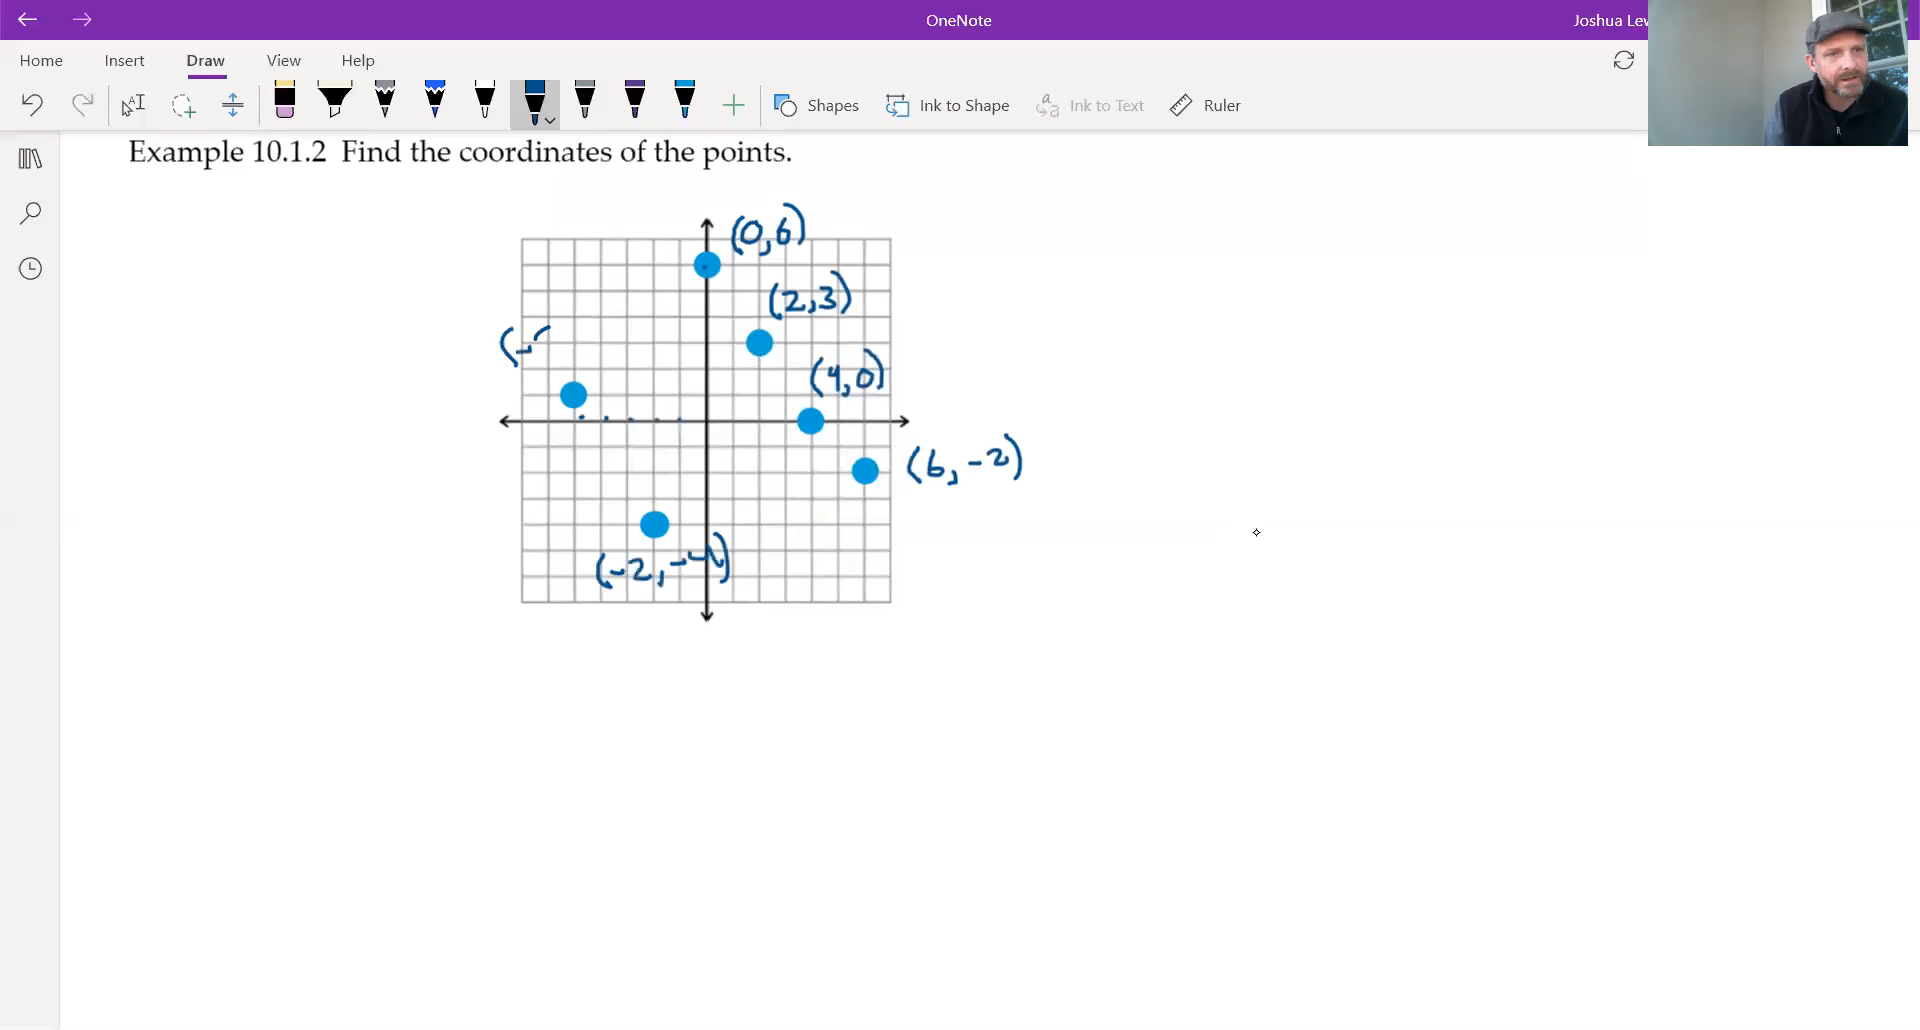 OneNote
Joshua Lew
Home Insert Draw View Help
Shapes Ink to Shape Ink to Text Ruler
Example 10.1.2 Find the coordinates of the points.
(0,6)
(2,3)
(-
(4,0)
(6,-2)
(-2,-4)